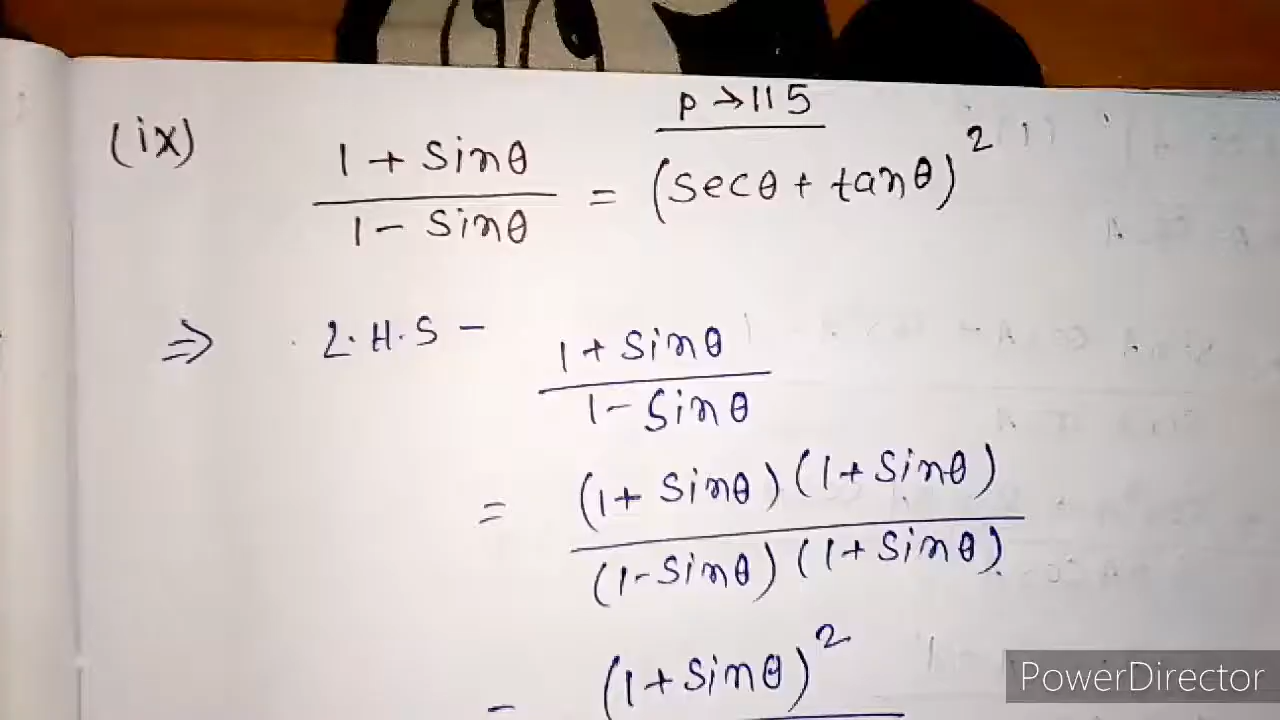 p→115
(ix) 1 + Sinθ / 1 - Sinθ = (secθ + tanθ)²
⇒ L.H.S - 1 + Sinθ / 1 - Sinθ
= (1 + Sinθ) (1 + Sinθ) / (1 - Sinθ) (1 + Sinθ)
= (1 + Sinθ)²
PowerDirector